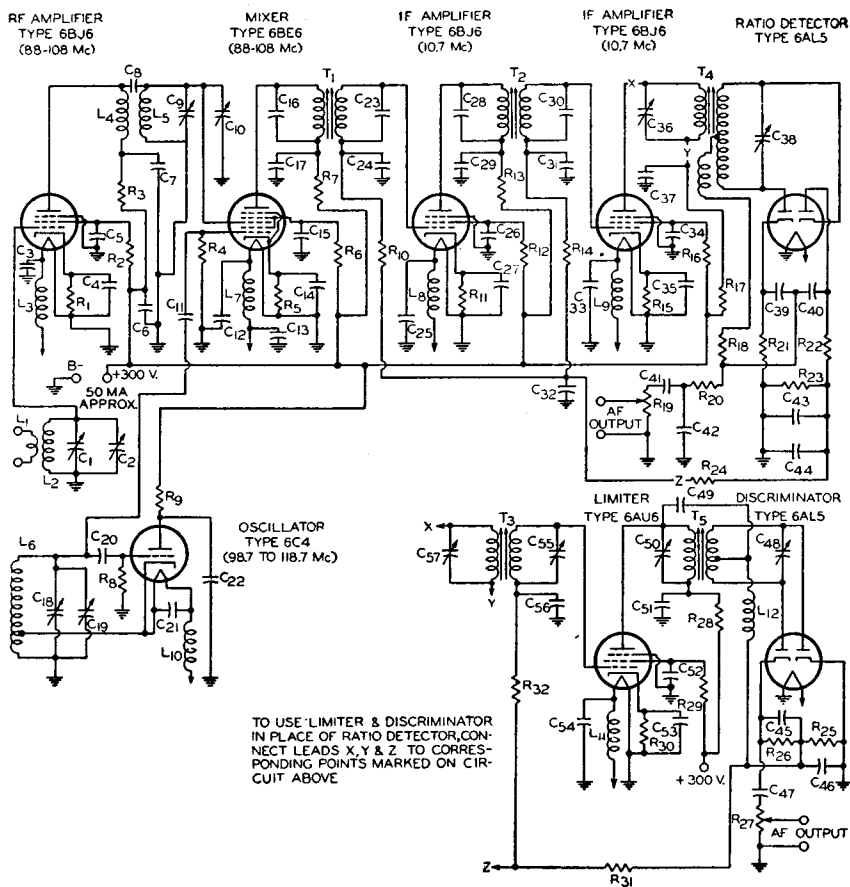 RF AMPLIFIER
TYPE 6BJ6
(88-108 Mc)
MIXER
TYPE 6BE6
(88-108 Mc)
IF AMPLIFIER
TYPE 6BJ6
(10.7 Mc)
IF AMPLIFIER
TYPE 6BJ6
(10.7 Mc)
RATIO DETECTOR
TYPE 6AL5
C8
L4
L5
C9
C10
T1
C16
C23
T2
C28
C30
X
T4
C36
C38
Y
C7
R3
C17
R7
C24
C29
R13
C31
C37
C5
R2
C3
L3
C4
R1
C6
C11
R4
C15
R6
L7
R5
C14
C12
C13
R10
C26
R12
L8
C27
R11
C25
R14
C34
R16
C33
L9
C35
R15
R17
R18
C39
C40
R21
R22
R23
C43
C44
B-
+300 V.
50 MA
APPROX.
C32
C41
R19
R20
C42
AF
OUTPUT
L1
L2
C1
C2
Z
R24
R9
OSCILLATOR
TYPE 6C4
(98.7 TO 118.7 Mc)
L6
C20
R8
C18
C19
C21
L10
C22
LIMITER
TYPE 6AU6
C49
DISCRIMINATOR
TYPE 6AL5
X
C57
Y
T3
C55
C56
C50
T5
C48
C51
R28
L12
R32
C52
R29
C54
L11
C53
R30
+300 V.
C45
R26
R25
C46
C47
R27
AF OUTPUT
TO USE LIMITER & DISCRIMINATOR
IN PLACE OF RATIO DETECTOR, CON-
NECT LEADS X, Y & Z TO CORRES-
PONDING POINTS MARKED ON CIR-
CUIT ABOVE
Z
R31